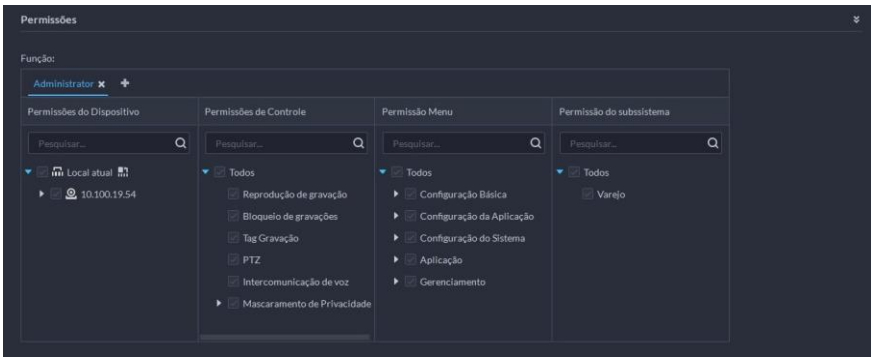 Permissões
Função:
Administrator
Permissões do Dispositivo
Pesquisar...
Local atual
10.100.19.54
Permissões de Controle
Pesquisar...
Todos
Reprodução de gravação
Bloqueio de gravações
Tag Gravação
PTZ
Intercomunicação de voz
Mascaramento de Privacidade
Permissão Menu
Pesquisar...
Todos
Configuração Básica
Configuração da Aplicação
Configuração do Sistema
Aplicação
Gerenciamento
Permissão do subssistema
Pesquisar...
Todos
Varejo